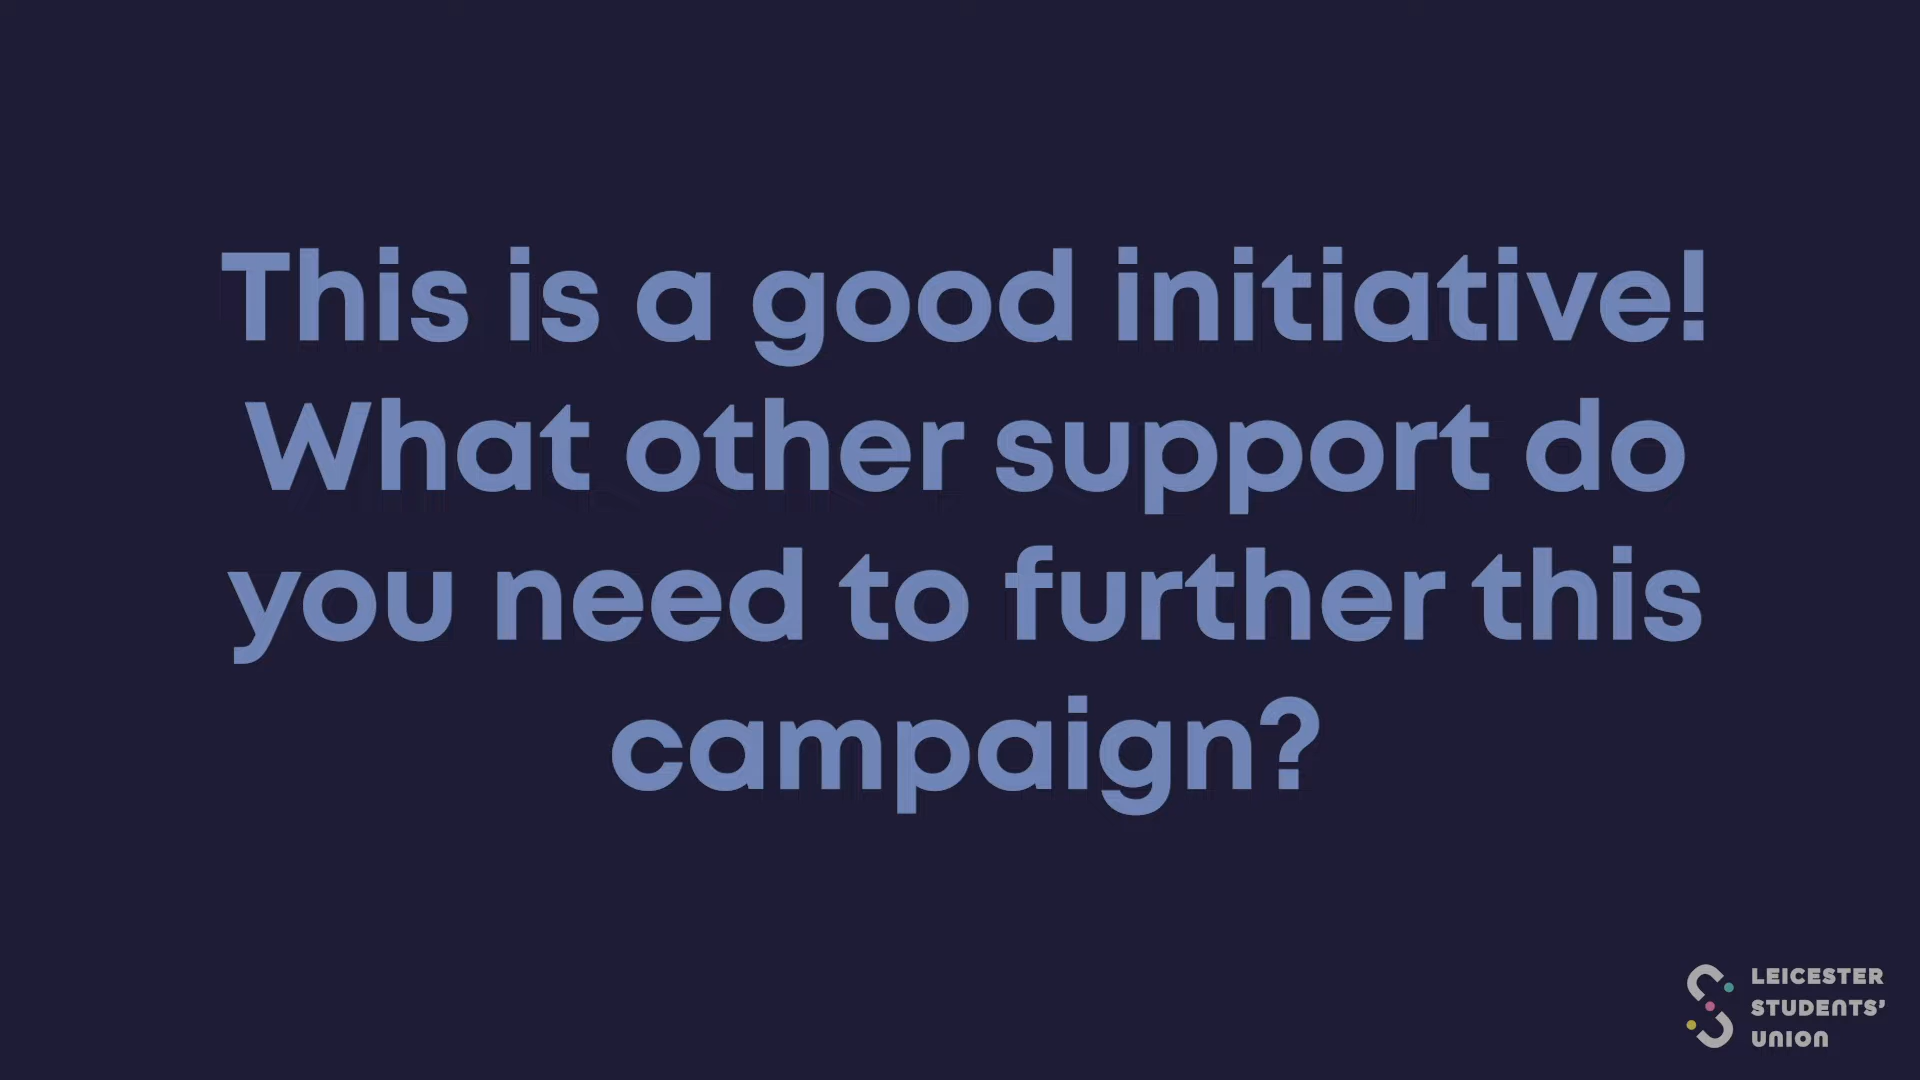 This is a good initiative!
What other support do
you need to further this
campaign?
LEICESTER
STUDENTS'
UNION